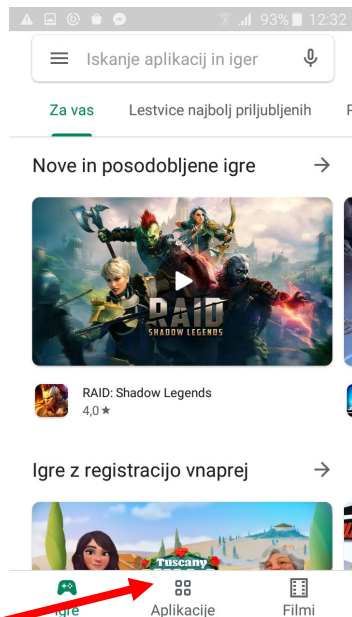 93% 12:32
Iskanje aplikacij in iger
Za vas Lestvice najbolj priljubljenih
Nove in posodobljene igre
RAID
SHADOW LEGENDS
RAID: Shadow Legends
4,0★
Igre z registracijo vnaprej
Tuscany
Igre Aplikacije Filmi